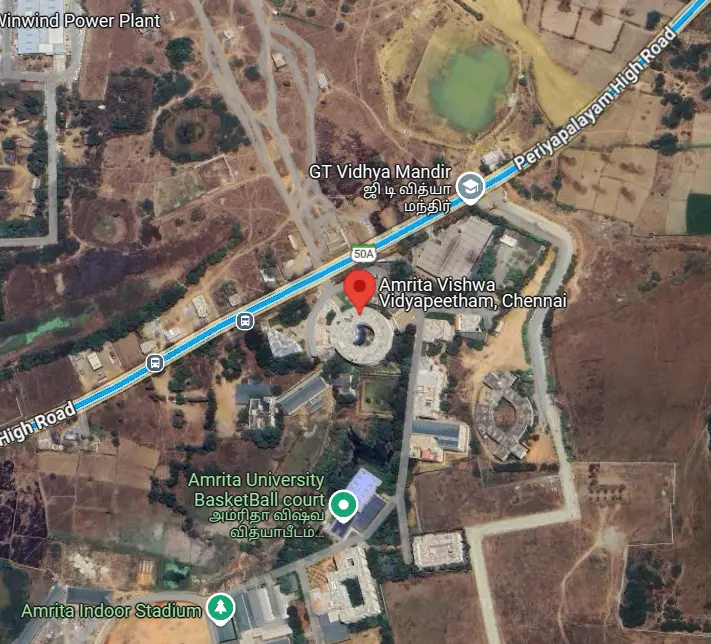 Winwind Power Plant
Periyapalayam High Road
GT Vidhya Mandir
ஜி டி வித்யா
மந்திர்
50A
Amrita Vishwa
Vidyapeetham, Chennai
High Road
Amrita University
BasketBall court
அம்ரிதா விஷ்வ
வித்யாபீடம்...
Amrita Indoor Stadium